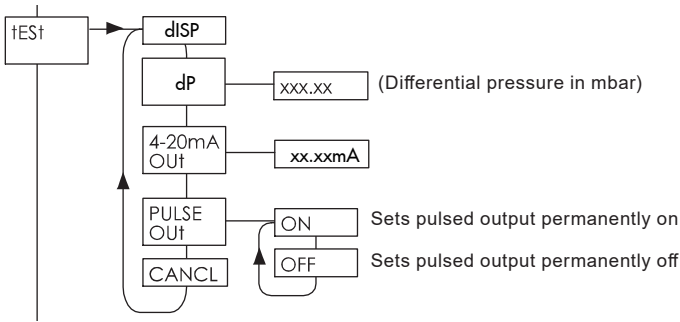 tESt
dISP
dP
xxx.xx (Differential pressure in mbar)
4-20mA
OUt
xx.xxmA
PULSE
OUt
ON Sets pulsed output permanently on
OFF Sets pulsed output permanently off
CANCL